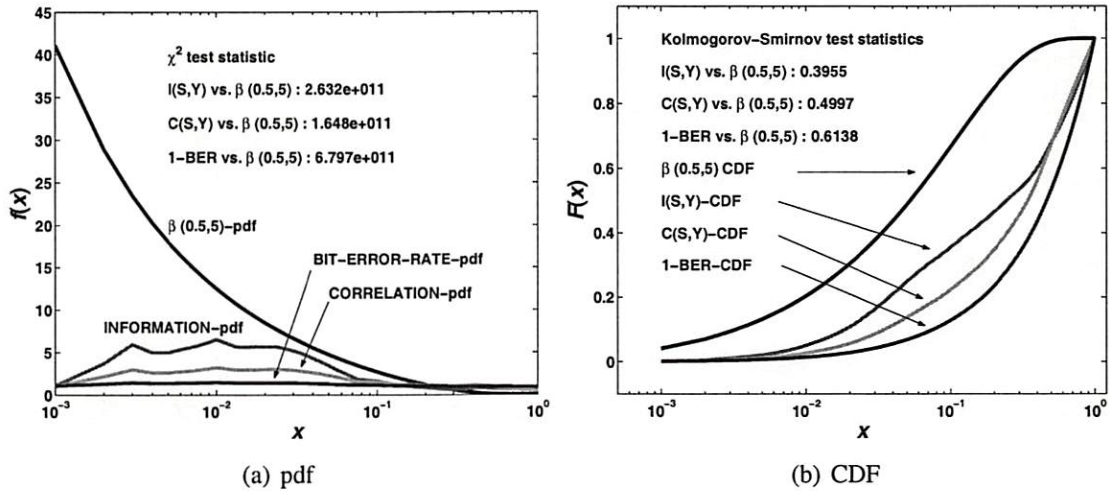 45
40
35
30
25
20
15
10
5
0
f(x)
χ² test statistic
I(S,Y) vs. β (0.5,5) : 2.632e+011
C(S,Y) vs. β (0.5,5) : 1.648e+011
1−BER vs. β (0.5,5) : 6.797e+011
β (0.5,5)−pdf
BIT−ERROR−RATE−pdf
CORRELATION−pdf
INFORMATION−pdf
10⁻³ 10⁻² 10⁻¹ 10⁰
x
(a) pdf
1
0.8
0.6
0.4
0.2
0
F(x)
Kolmogorov−Smirnov test statistics
I(S,Y) vs. β (0.5,5) : 0.3955
C(S,Y) vs. β (0.5,5) : 0.4997
1−BER vs. β (0.5,5) : 0.6138
β (0.5,5) CDF
I(S,Y)−CDF
C(S,Y)−CDF
1−BER−CDF
10⁻³ 10⁻² 10⁻¹ 10⁰
x
(b) CDF